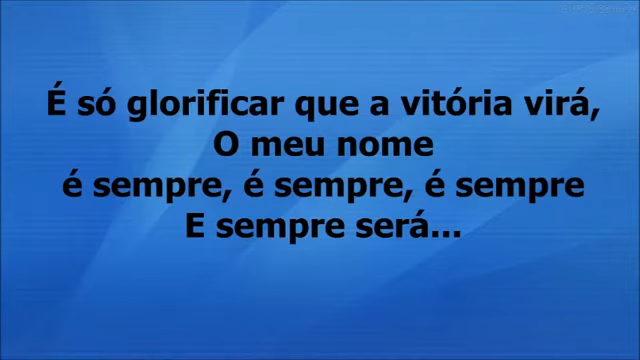 É só glorificar que a vitória virá,
O meu nome
é sempre, é sempre, é sempre
E sempre será...